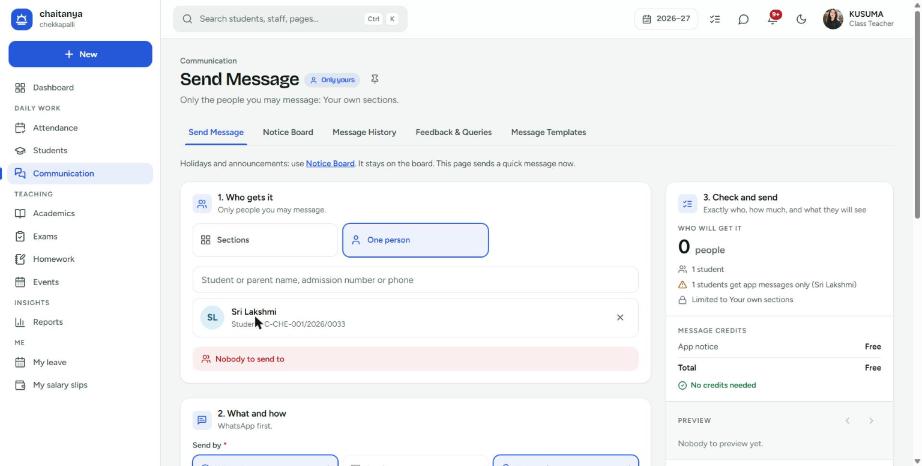 chaitanya
chekkapalli
Search students, staff, pages...
Ctrl K
2026–27
9+
KUSUMA
Class Teacher
+ New
Dashboard
DAILY WORK
Attendance
Students
Communication
TEACHING
Academics
Exams
Homework
Events
INSIGHTS
Reports
ME
My leave
My salary slips
Communication
Send Message
Only yours
Only the people you may message: Your own sections.
Send Message
Notice Board
Message History
Feedback & Queries
Message Templates
Holidays and announcements: use Notice Board. It stays on the board. This page sends a quick message now.
1. Who gets it
Only people you may message.
Sections
One person
Student or parent name, admission number or phone
SL
Sri Lakshmi
C-CHE-001/2026/0033
Nobody to send to
2. What and how
WhatsApp first.
Send by *
3. Check and send
Exactly who, how much, and what they will see
WHO WILL GET IT
0 people
1 student
1 students get app messages only (Sri Lakshmi)
Limited to Your own sections
MESSAGE CREDITS
App notice Free
Total Free
No credits needed
PREVIEW
Nobody to preview yet.